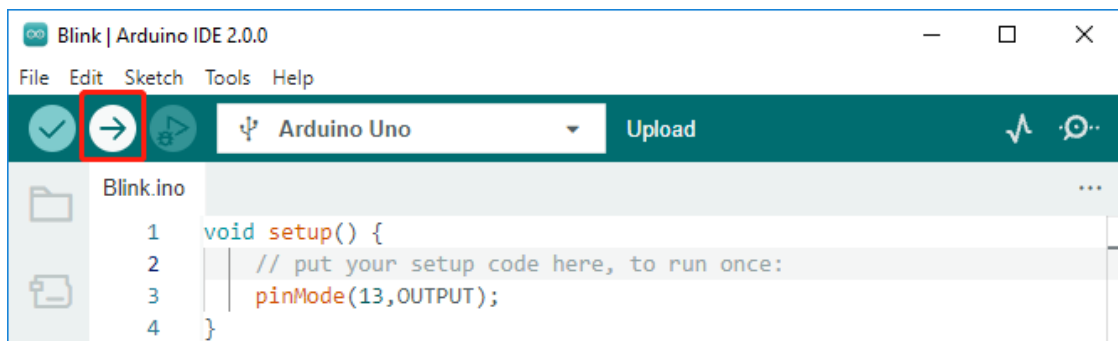 Blink | Arduino IDE 2.0.0
File Edit Sketch Tools Help
Arduino Uno Upload
Blink.ino ...
1 void setup() {
2 // put your setup code here, to run once:
3 pinMode(13,OUTPUT);
4 }